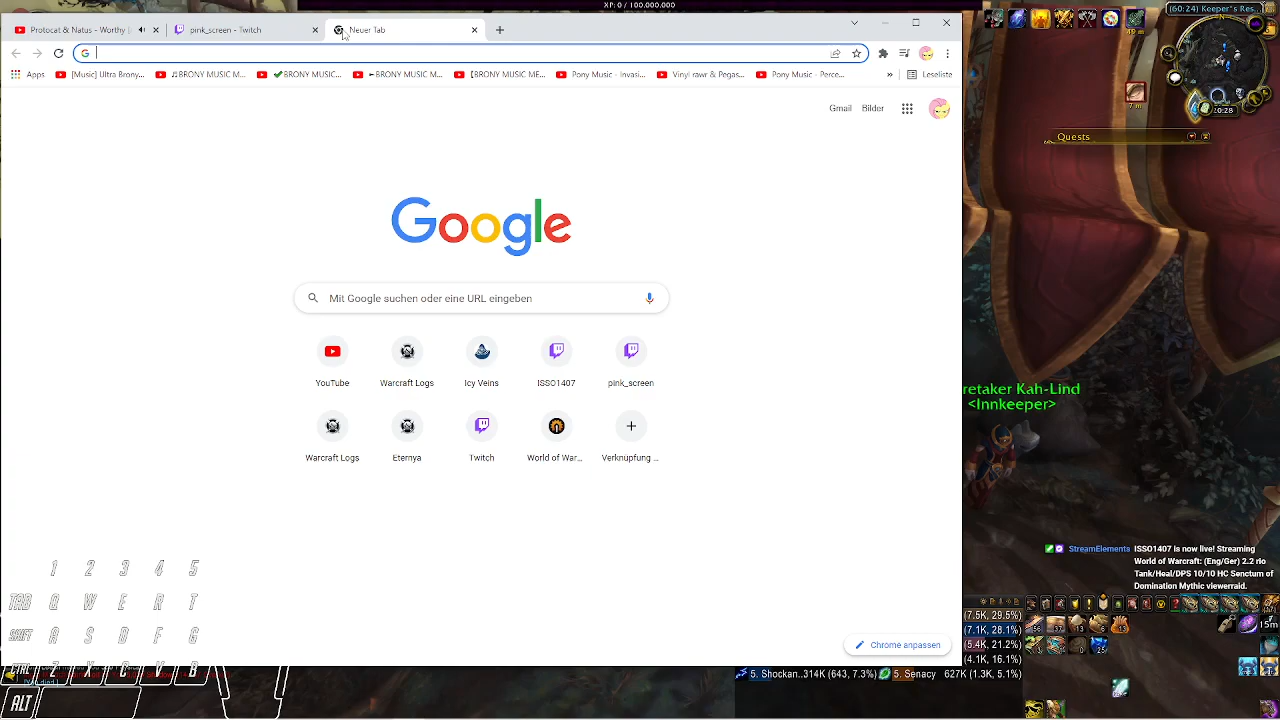 XP: 0 / 100.000.000
(60:24) Keeper's Res...
Protocat & Natus - Worthy
pink_screen - Twitch
Neuer Tab
Apps
[Music] Ultra Brony...
♫BRONY MUSIC M...
✔BRONY MUSIC...
►BRONY MUSIC M...
【BRONY MUSIC ME...
Pony Music - Invasi...
Vinyl rawr & Pegas...
Pony Music - Perce...
»
Leseliste
Gmail
Bilder
49 m
7 m
20:28
Quests
Google
Mit Google suchen oder eine URL eingeben
YouTube
Warcraft Logs
Icy Veins
ISSO1407
pink_screen
Warcraft Logs
Eternya
Twitch
World of War...
Verknüpfung ...
retaker Kah-Lind
<Innkeeper>
StreamElements ISSO1407 is now live! Streaming
World of Warcraft: (Eng/Ger) 2.2 rio
Tank/Heal/DPS 10/10 HC Sanctum of
Domination Mythic viewerraid.
1 2 3 4 5
TAB Q W E R T
SHIFT A S D F G
CTRL Z X C V B
ALT
Chrome anpassen
(7.5K, 29.5%)
(7.1K, 28.1%)
(5.4K, 21.2%)
(4.1K, 16.1%)
5. Shockan..314K (643, 7.3%)
5. Senacy 627K (1.3K, 5.1%)
15m